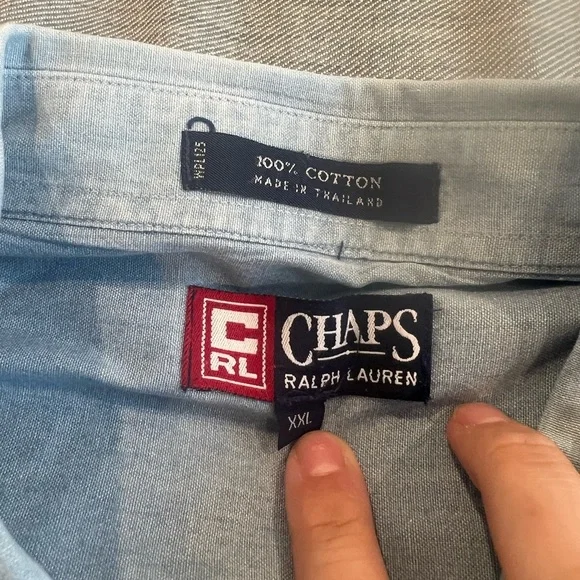 WPL125
100% COTTON
MADE IN THAILAND
C
RL
CHAPS
RALPH LAUREN
XXL